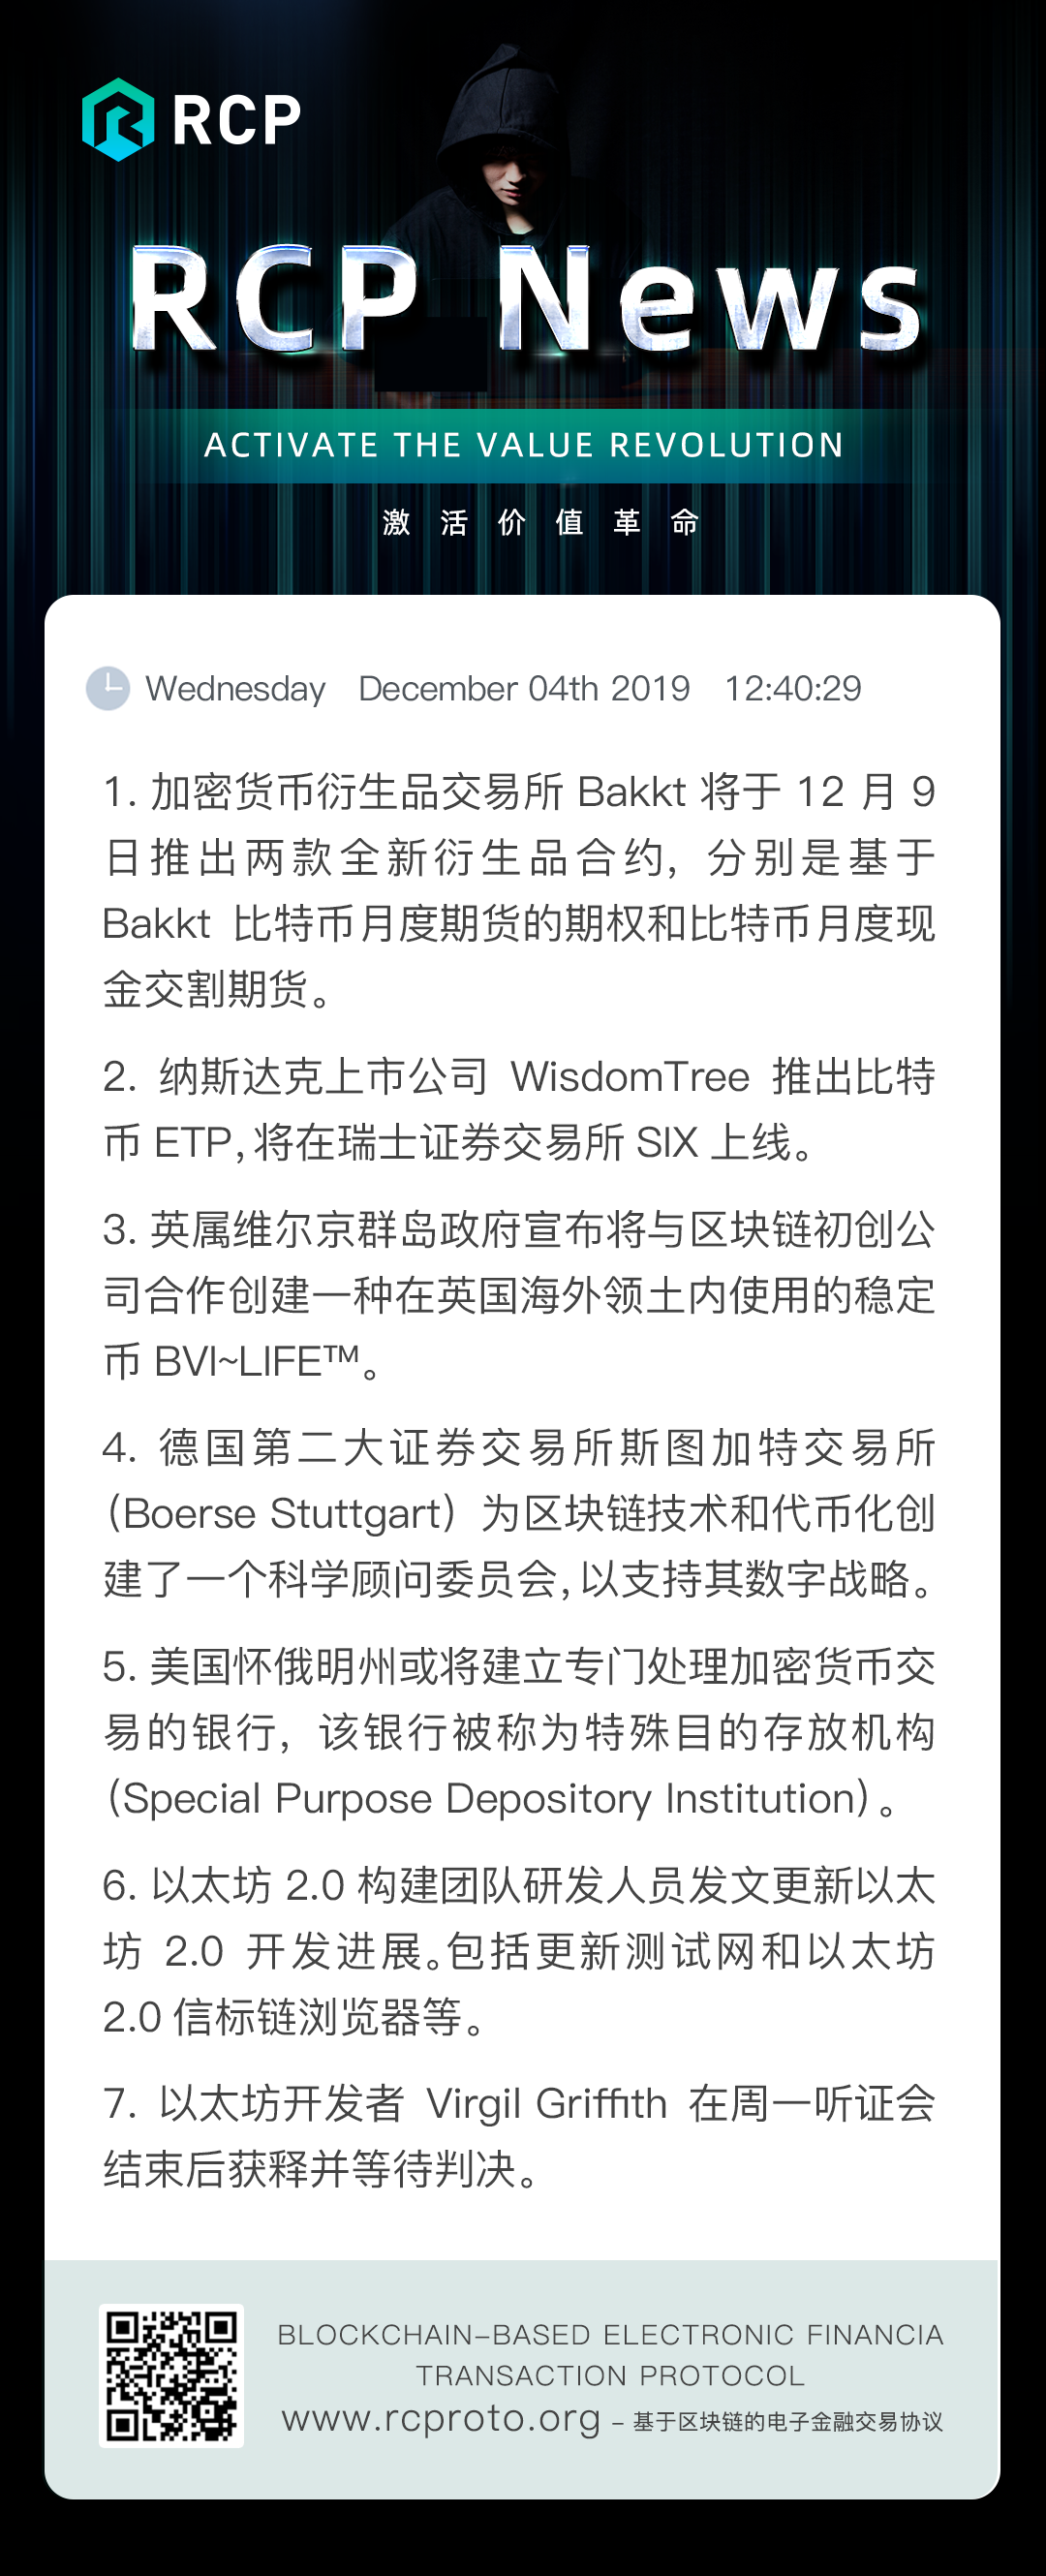 RCP
RCP News
ACTIVATE THE VALUE REVOLUTION
激活价值革命
Wednesday December 04th 2019 12:40:29
1. 加密货币衍生品交易所 Bakkt 将于 12 月 9
日推出两款全新衍生品合约, 分别是基于
Bakkt 比特币月度期货的期权和比特币月度现
金交割期货。
2. 纳斯达克上市公司 WisdomTree 推出比特
币 ETP, 将在瑞士证券交易所 SIX 上线。
3. 英属维尔京群岛政府宣布将与区块链初创公
司合作创建一种在英国海外领土内使用的稳定
币 BVI~LIFE™。
4. 德国第二大证券交易所斯图加特交易所
(Boerse Stuttgart) 为区块链技术和代币化创
建了一个科学顾问委员会, 以支持其数字战略。
5. 美国怀俄明州或将建立专门处理加密货币交
易的银行, 该银行被称为特殊目的存放机构
(Special Purpose Depository Institution)。
6. 以太坊 2.0 构建团队研发人员发文更新以太
坊 2.0 开发进展。包括更新测试网和以太坊
2.0 信标链浏览器等。
7. 以太坊开发者 Virgil Griffith 在周一听证会
结束后获释并等待判决。
BLOCKCHAIN-BASED ELECTRONIC FINANCIA
TRANSACTION PROTOCOL
www.rcproto.org - 基于区块链的电子金融交易协议